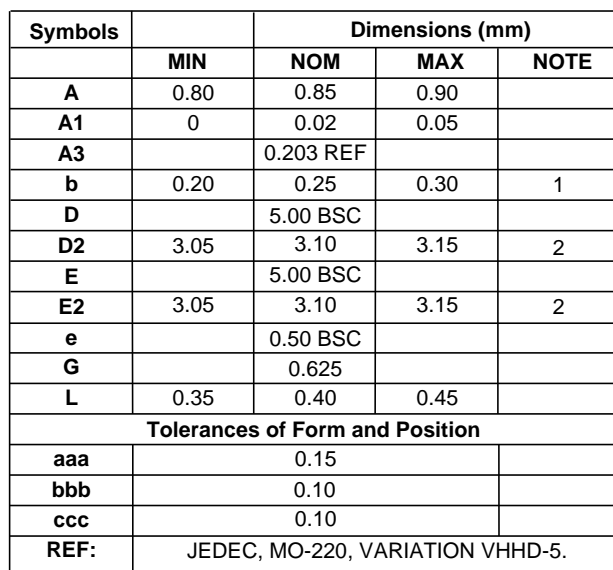 Symbols Dimensions (mm)
MIN NOM MAX NOTE
A 0.80 0.85 0.90
A1 0 0.02 0.05
A3 0.203 REF
b 0.20 0.25 0.30 1
D 5.00 BSC
D2 3.05 3.10 3.15 2
E 5.00 BSC
E2 3.05 3.10 3.15 2
e 0.50 BSC
G 0.625
L 0.35 0.40 0.45
Tolerances of Form and Position
aaa 0.15
bbb 0.10
ccc 0.10
REF: JEDEC, MO-220, VARIATION VHHD-5.